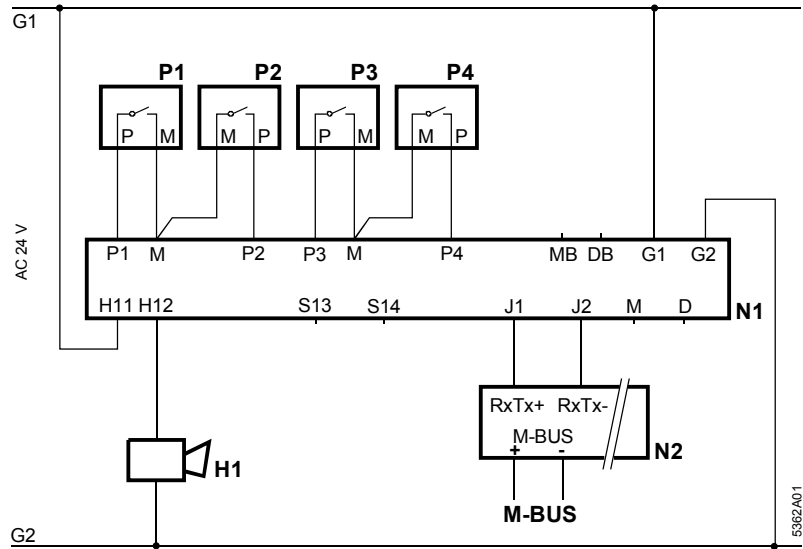 G1
P1 P2 P3 P4
P M M P P M M P
AC 24 V
P1 M P2 P3 M P4 MB DB G1 G2
H11 H12 S13 S14 J1 J2 M D
N1
RxTx+ RxTx-
M-BUS
+ -
N2
H1
M-BUS
G2
5362A01